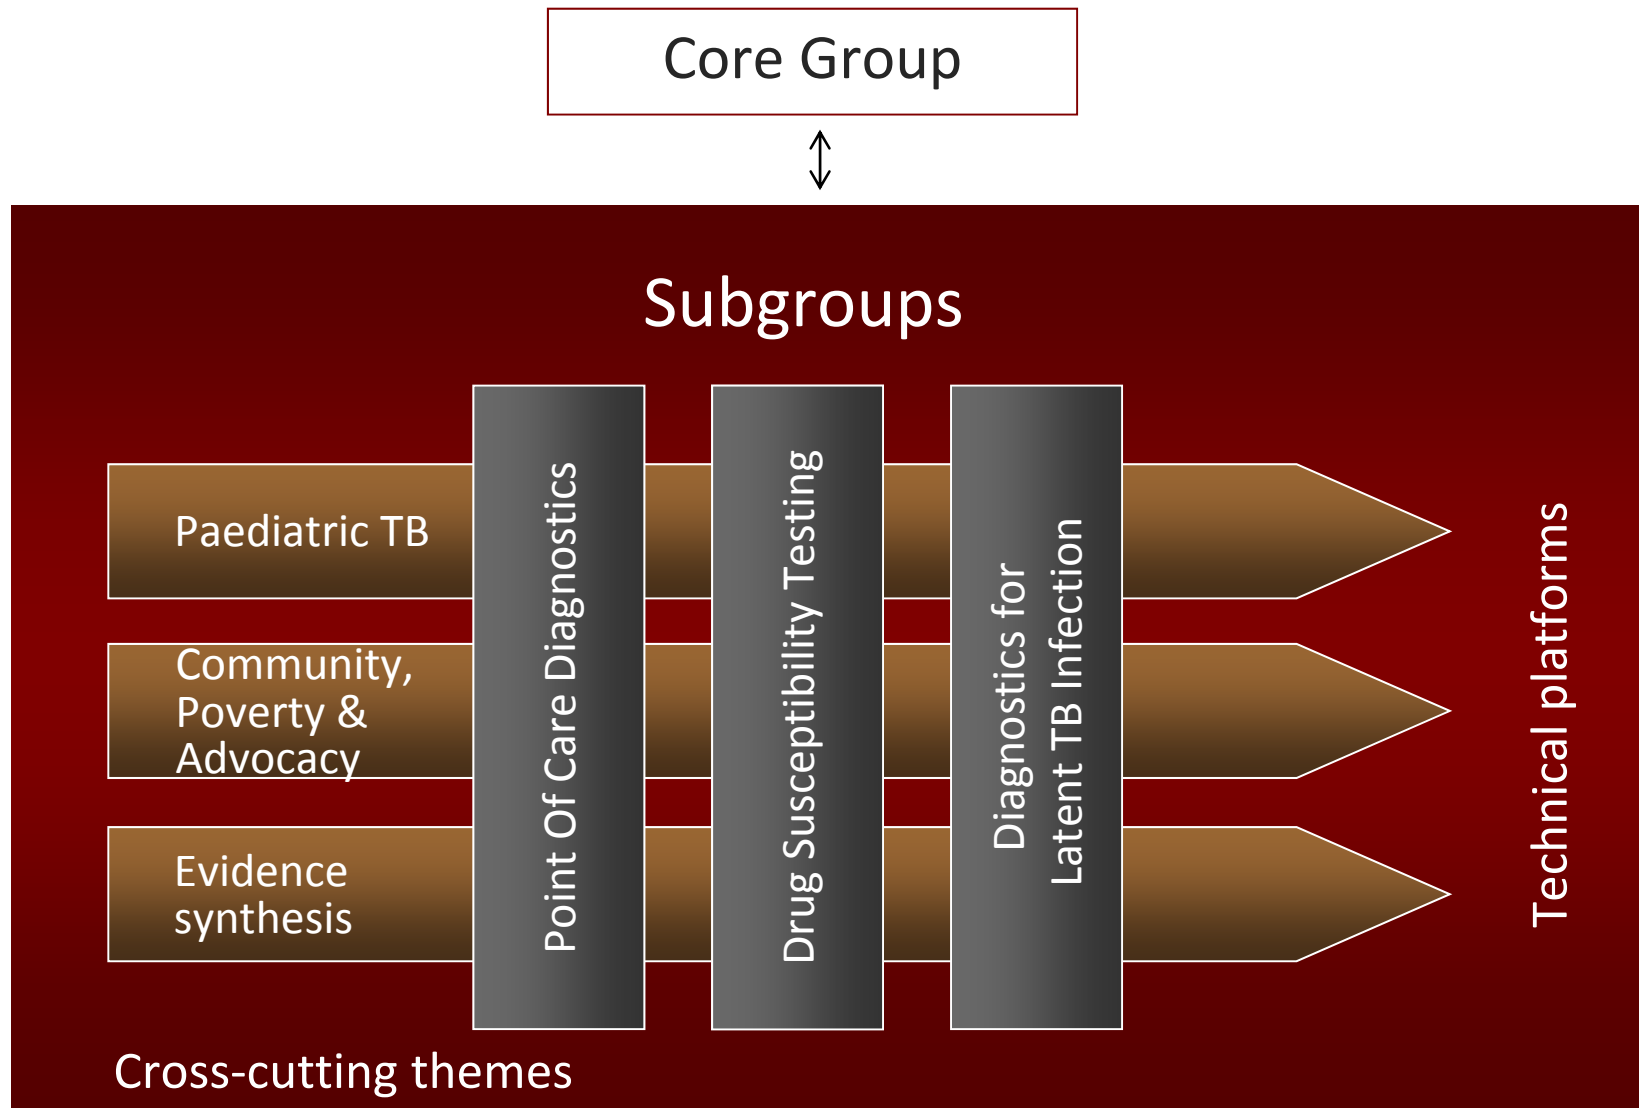 Core Group
Subgroups
Paediatric TB
Community,
Poverty &
Advocacy
Evidence
synthesis
Point Of Care Diagnostics
Drug Susceptibility Testing
Diagnostics for
Latent TB Infection
Technical platforms
Cross-cutting themes